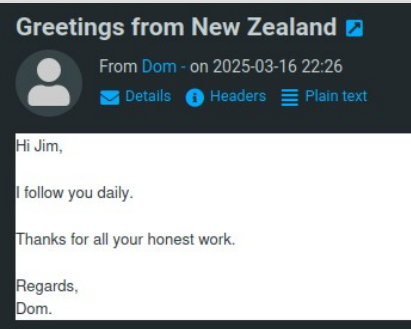 Greetings from New Zealand
From Dom - on 2025-03-16 22:26
Details Headers Plain text
Hi Jim,
I follow you daily.
Thanks for all your honest work.
Regards,
Dom.